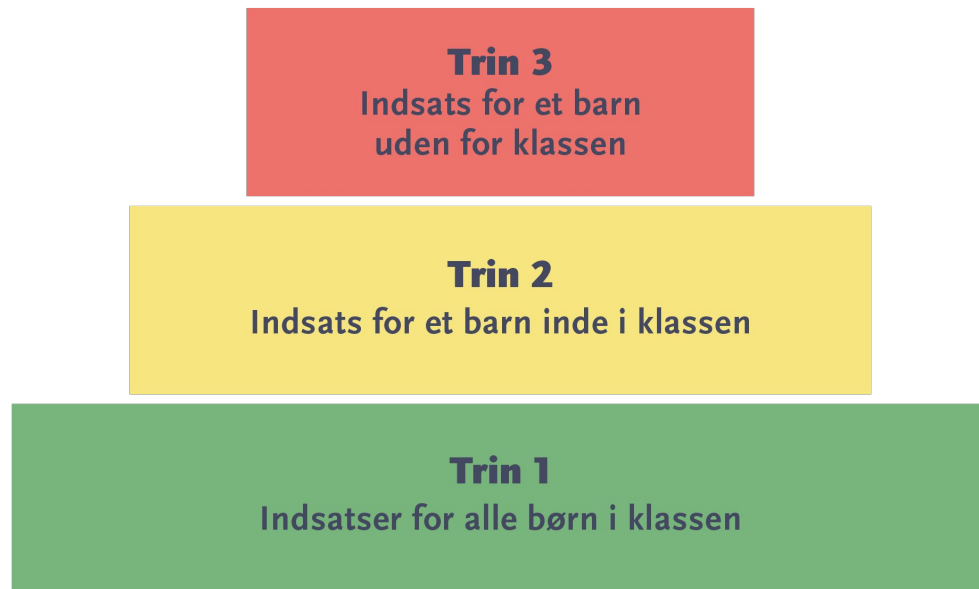 Trin 3
Indsats for et barn
uden for klassen
Trin 2
Indsats for et barn inde i klassen
Trin 1
Indsatser for alle børn i klassen